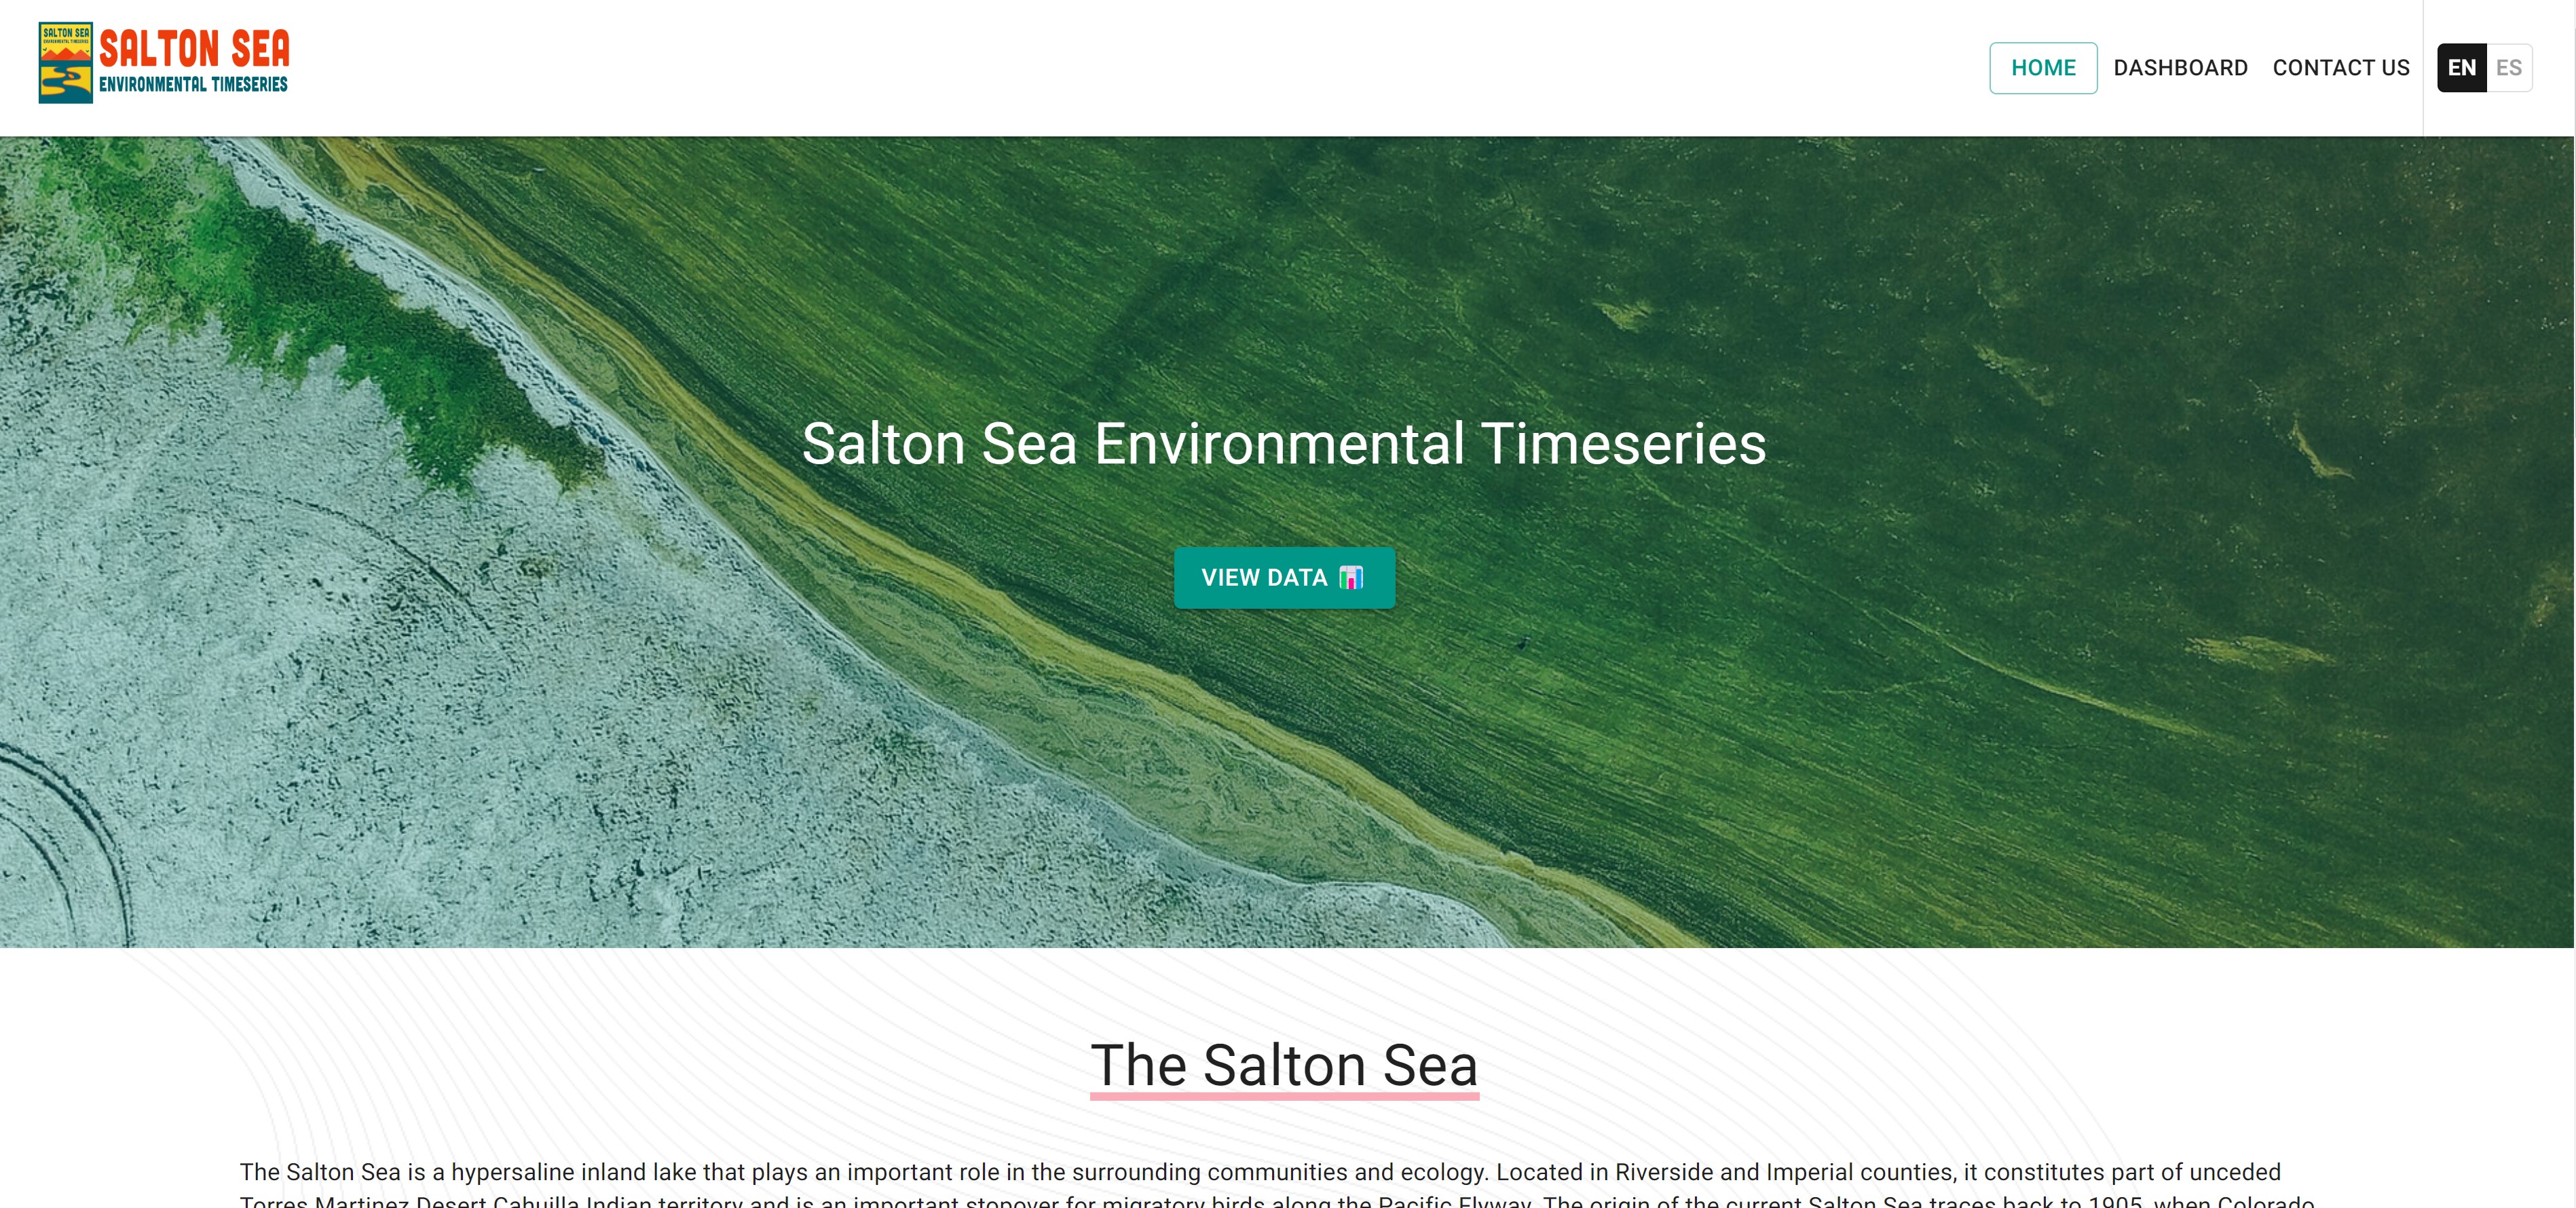 SALTON SEA
ENVIRONMENTAL TIMESERIES
SALTON SEA
ENVIRONMENTAL TIMESERIES
HOME DASHBOARD CONTACT US EN ES
Salton Sea Environmental Timeseries
VIEW DATA
The Salton Sea
The Salton Sea is a hypersaline inland lake that plays an important role in the surrounding communities and ecology. Located in Riverside and Imperial counties, it constitutes part of unceded
Torres Martinez Desert Cahuilla Indian territory and is an important stopover for migratory birds along the Pacific Flyway. The origin of the current Salton Sea traces back to 1905, when Colorado